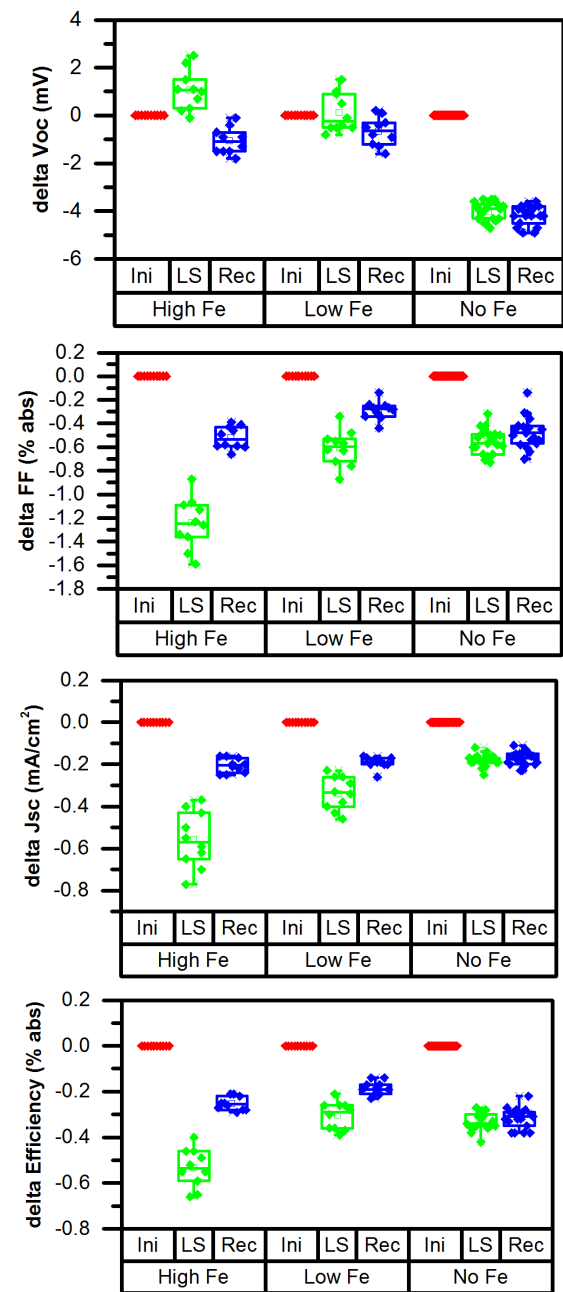 4
2
0
-2
-4
-6
delta Voc (mV)
Ini LS Rec Ini LS Rec Ini LS Rec
High Fe Low Fe No Fe
0.2
0.0
-0.2
-0.4
-0.6
-0.8
-1.0
-1.2
-1.4
-1.6
-1.8
delta FF (% abs)
Ini LS Rec Ini LS Rec Ini LS Rec
High Fe Low Fe No Fe
0.2
0.0
-0.2
-0.4
-0.6
-0.8
delta Jsc (mA/cm²)
Ini LS Rec Ini LS Rec Ini LS Rec
High Fe Low Fe No Fe
0.2
0.0
-0.2
-0.4
-0.6
-0.8
delta Efficiency (% abs)
Ini LS Rec Ini LS Rec Ini LS Rec
High Fe Low Fe No Fe